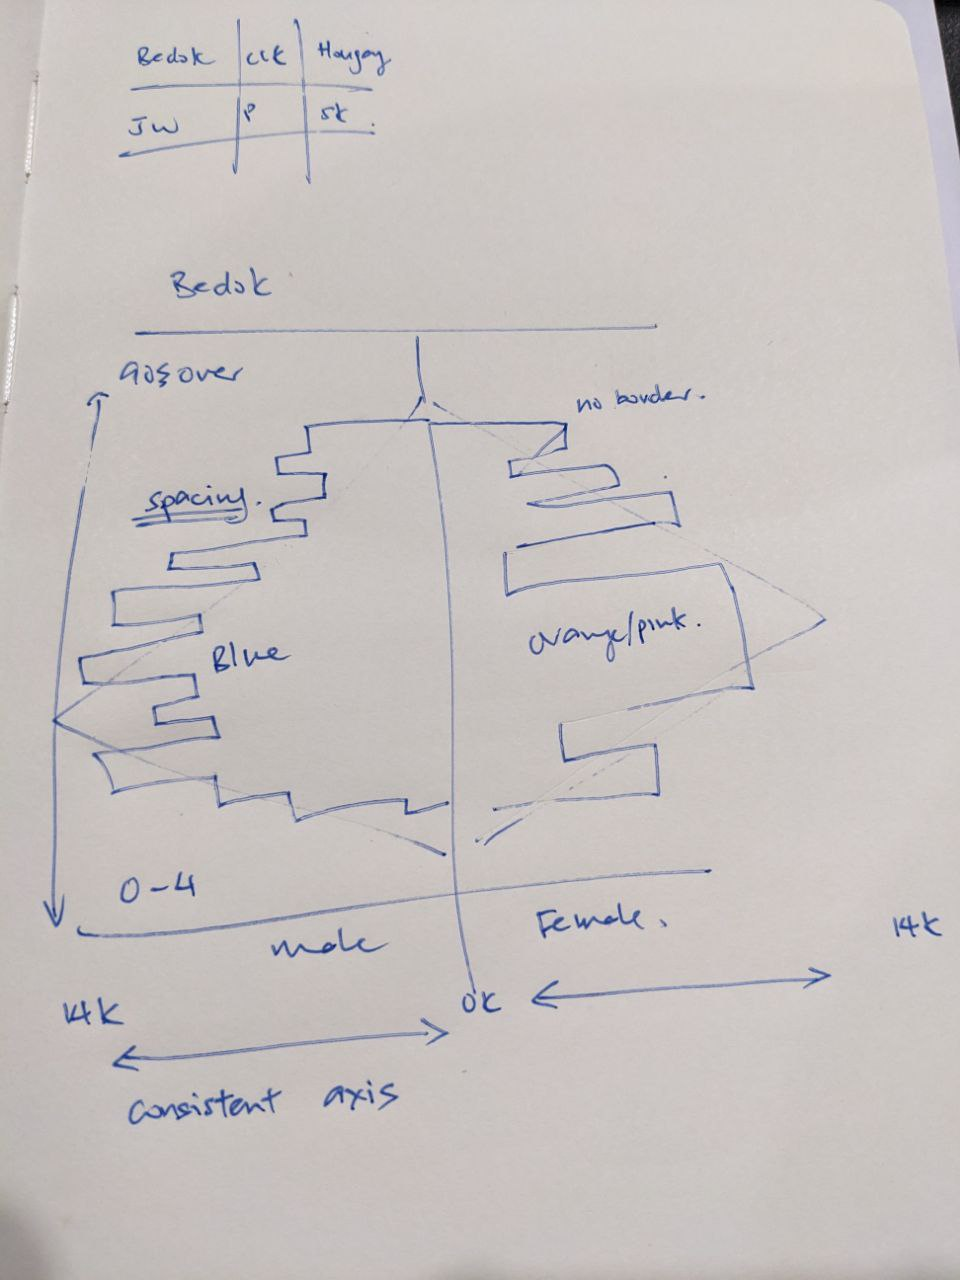 Bedok CCK Hougang
JW P SK.
Bedok
90 & over
no border.
spacing.
Orange/pink.
Blue
0-4
male Female.
14K 0K 14K
Consistent axis